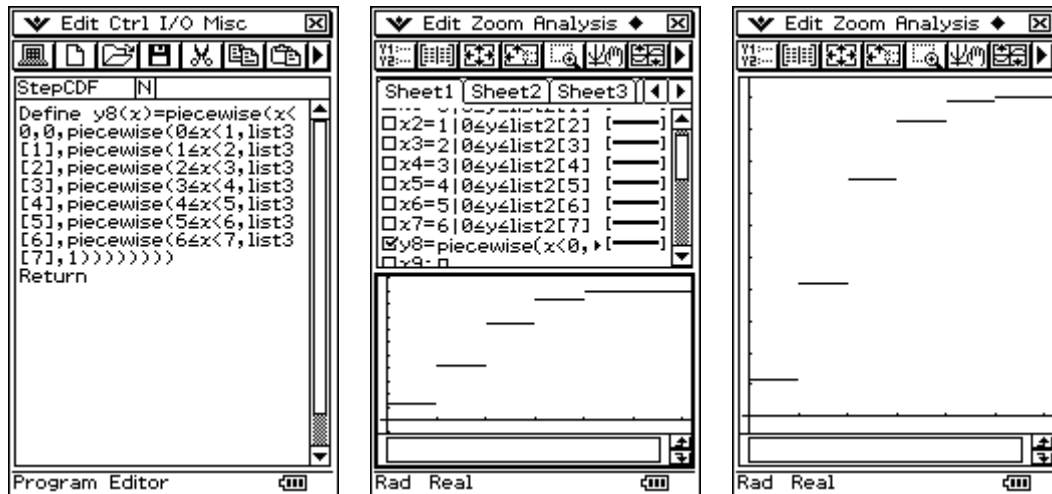 Edit Ctrl I/O Misc
StepCDF N
Define y8(x)=piecewise(x<
0,0,piecewise(0≤x<1,list3
[1],piecewise(1≤x<2,list3
[2],piecewise(2≤x<3,list3
[3],piecewise(3≤x<4,list3
[4],piecewise(4≤x<5,list3
[5],piecewise(5≤x<6,list3
[6],piecewise(6≤x<7,list3
[7],1))))))))
Return
Program Editor
Edit Zoom Analysis
Y1:
Y2:
Sheet1 Sheet2 Sheet3
x2=1|0≤y≤list2[2] [ ]
x3=2|0≤y≤list2[3] [ ]
x4=3|0≤y≤list2[4] [ ]
x5=4|0≤y≤list2[5] [ ]
x6=5|0≤y≤list2[6] [ ]
x7=6|0≤y≤list2[7] [ ]
y8=piecewise(x<0, [ ]
Rad Real
Edit Zoom Analysis
Y1:
Y2:
Rad Real